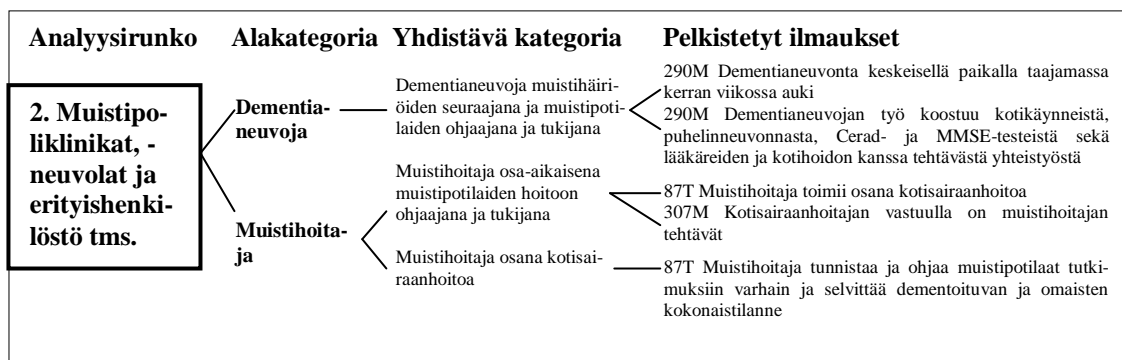 Analyysirunko Alakategoria Yhdistävä kategoria Pelkistetyt ilmaukset
2. Muistipo-
liklinikat, -
neuvolat ja
erityishenki-
löstö tms.
Dementia-
neuvoja
Muistihoita-
ja
Dementianeuvoja muistihäiri-
öiden seuraajana ja muistipoti-
laiden ohjaajana ja tukijana
Muistihoitaja osa-aikaisena
muistipotilaiden hoitoon
ohjaajana ja tukijana
Muistihoitaja osana kotisai-
raanhoitoa
290M Dementianeuvonta keskeisellä paikalla taajamassa
kerran viikossa auki
290M Dementianeuvojan työ koostuu kotikäynneistä,
puhelinneuvonnasta, Cerad- ja MMSE-testeistä sekä
lääkäreiden ja kotihoidon kanssa tehtävästä yhteistyöstä
87T Muistihoitaja toimii osana kotisairaanhoitoa
307M Kotisairaanhoitajan vastuulla on muistihoitajan
tehtävät
87T Muistihoitaja tunnistaa ja ohjaa muistipotilaat tutki-
muksiin varhain ja selvittää dementoituvan ja omaisten
kokonaistilanne